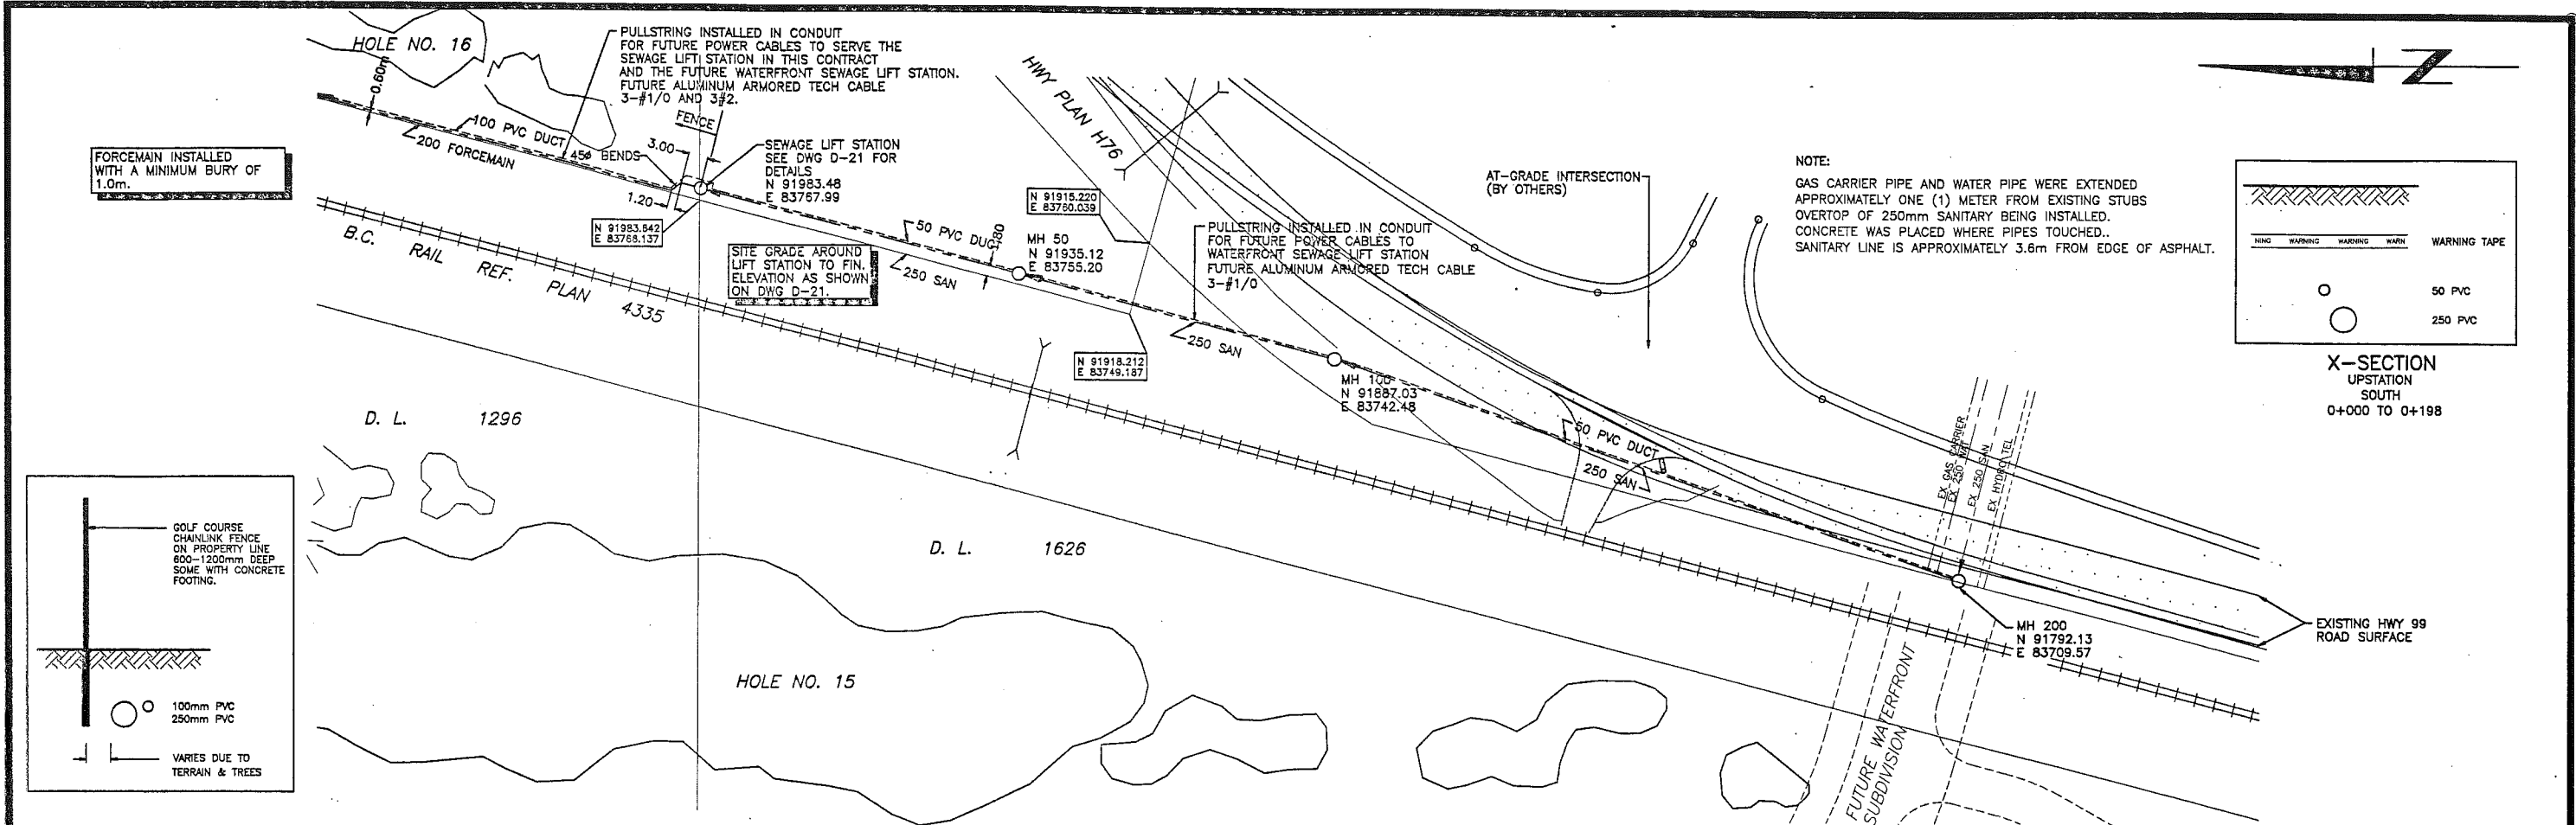 HOLE NO. 16
0.60m
PULLSTRING INSTALLED IN CONDUIT
FOR FUTURE POWER CABLES TO SERVE THE
SEWAGE LIFT STATION IN THIS CONTRACT
AND THE FUTURE WATERFRONT SEWAGE LIFT STATION.
FUTURE ALUMINUM ARMORED TECH CABLE
3-#1/0 AND 3#2.
FENCE
100 PVC DUCT
200 FORCEMAIN
45° BENDS
3.00
1.20
SEWAGE LIFT STATION
SEE DWG D-21 FOR
DETAILS
N 91983.48
E 83767.99
FORCEMAIN INSTALLED
WITH A MINIMUM BURY OF
1.0m.
N 91983.642
E 83768.137
SITE GRADE AROUND
LIFT STATION TO FIN.
ELEVATION AS SHOWN
ON DWG D-21.
B.C. RAIL REF. PLAN 4335
50 PVC DUCT
250 SAN
1.80
MH 50
N 91935.12
E 83755.20
N 91915.220
E 83760.039
HWY PLAN H76
PULLSTRING INSTALLED IN CONDUIT
FOR FUTURE POWER CABLES TO
WATERFRONT SEWAGE LIFT STATION
FUTURE ALUMINUM ARMORED TECH CABLE
3-#1/0
N 91918.212
E 83749.187
250 SAN
MH 100
N 91887.03
E 83742.48
AT-GRADE INTERSECTION
(BY OTHERS)
50 PVC DUCT
250 SAN
EX GAS CARRIER
EX 250 WAT
EX 250 SAN
EX HYDRO TEL
MH 200
N 91792.13
E 83709.57
EXISTING HWY 99
ROAD SURFACE
FUTURE WATERFRONT
SUBDIVISION
D. L. 1296
D. L. 1626
HOLE NO. 15
NOTE:
GAS CARRIER PIPE AND WATER PIPE WERE EXTENDED
APPROXIMATELY ONE (1) METER FROM EXISTING STUBS
OVERTOP OF 250mm SANITARY BEING INSTALLED.
CONCRETE WAS PLACED WHERE PIPES TOUCHED..
SANITARY LINE IS APPROXIMATELY 3.6m FROM EDGE OF ASPHALT.
NING WARNING WARNING WARN
WARNING TAPE
50 PVC
250 PVC
X-SECTION
UPSTATION
SOUTH
0+000 TO 0+198
GOLF COURSE
CHAINLINK FENCE
ON PROPERTY LINE
600-1200mm DEEP
SOME WITH CONCRETE
FOOTING.
100mm PVC
250mm PVC
VARIES DUE TO
TERRAIN & TREES